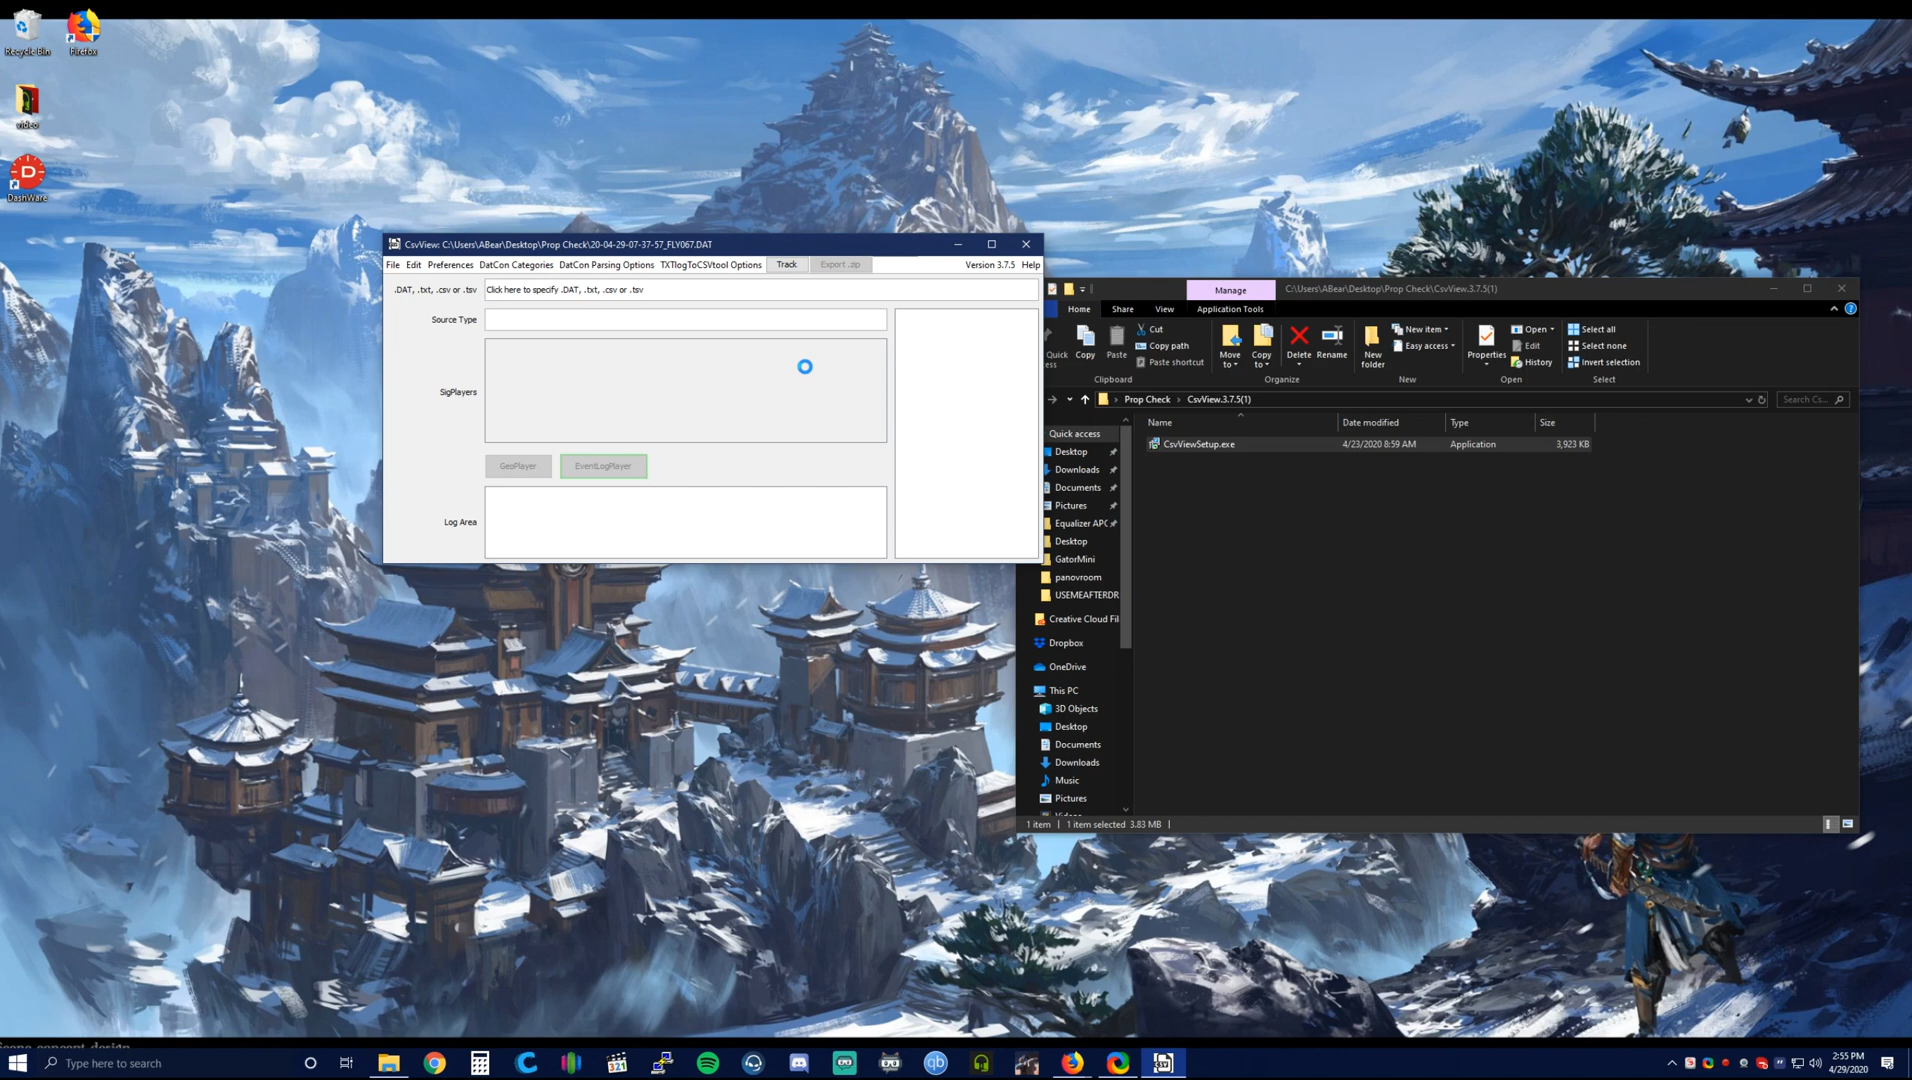 Recycle Bin
Firefox
video
DashWare
CsvView: C:\Users\ABear\Desktop\Prop Check\20-04-29-07-37-57_FLY067.DAT
File Edit Preferences DatCon Categories DatCon Parsing Options TXTlogToCSVtool Options Track Export .zip Version 3.7.5 Help
.DAT, .txt, .csv or .tsv Click here to specify .DAT, .txt, .csv or .tsv
Source Type
SigPlayers
GeoPlayer EventLogPlayer
Log Area
Manage C:\Users\ABear\Desktop\Prop Check\CsvView.3.7.5(1)
Home Share View Application Tools
Quick
Copy
Paste
Cut
Copy path
Paste shortcut
Clipboard
Move to
Copy to
Delete
Rename
Organize
New folder
New item
Easy access
New
Properties
Open
Edit
History
Open
Select all
Select none
Invert selection
Select
Prop Check > CsvView.3.7.5(1)
Search Cs...
Name Date modified Type Size
CsvViewSetup.exe 4/23/2020 8:59 AM Application 3,923 KB
Quick access
Desktop
Downloads
Documents
Pictures
Equalizer APC
Desktop
GatorMini
panovroom
USEMEAFTERDR
Creative Cloud Fil
Dropbox
OneDrive
This PC
3D Objects
Desktop
Documents
Downloads
Music
Pictures
1 item 1 item selected 3.83 MB
Type here to search
321
qb
2:55 PM
4/29/2020